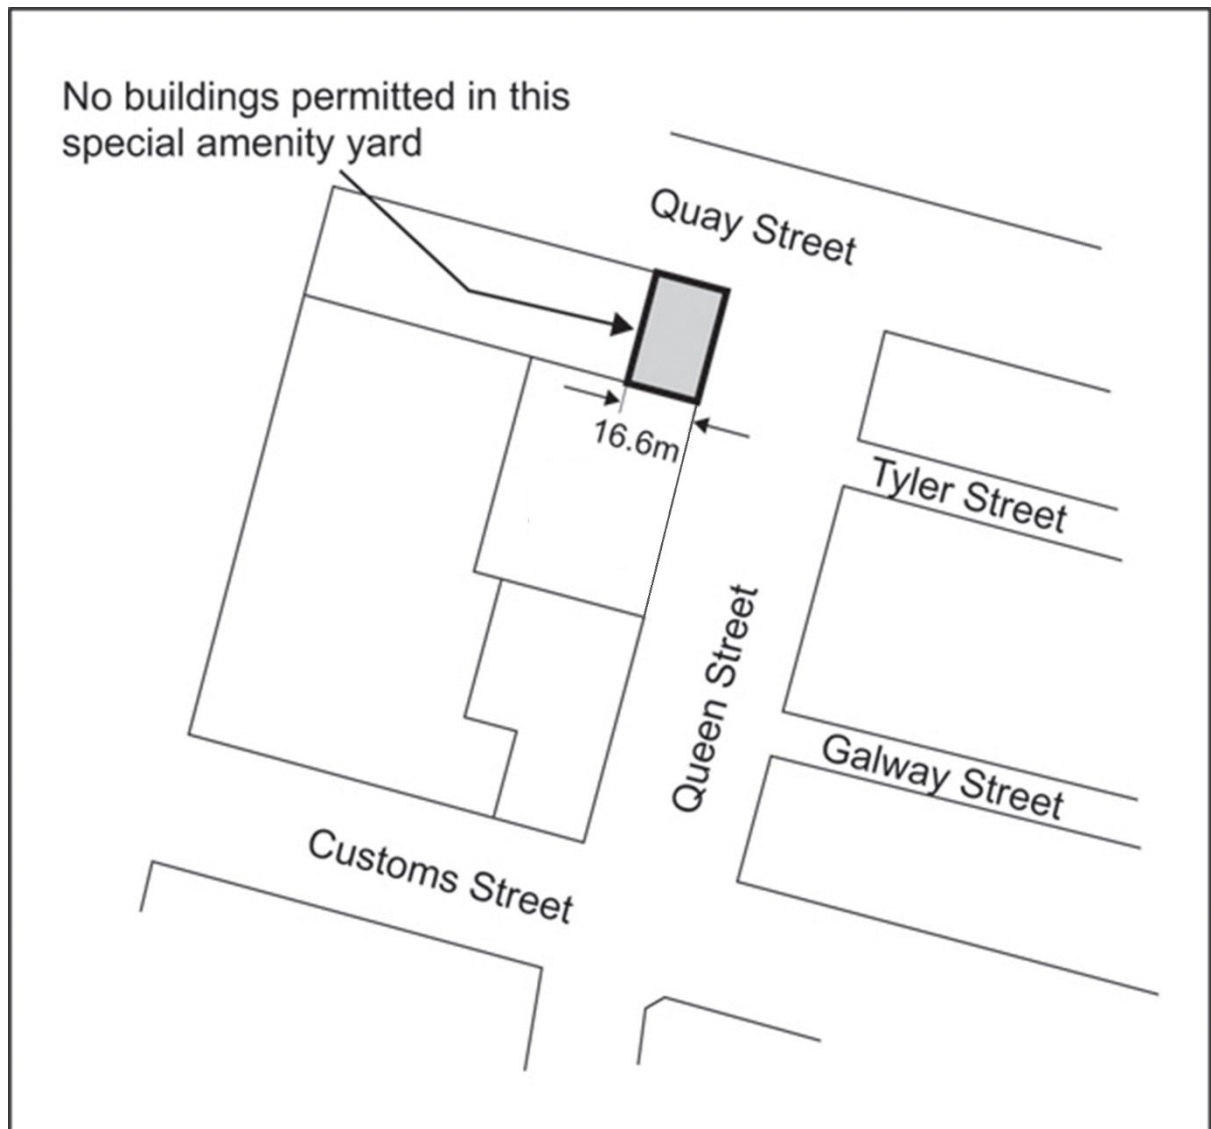 No buildings permitted in this
special amenity yard
Quay Street
16.6m
Tyler Street
Queen Street
Galway Street
Customs Street